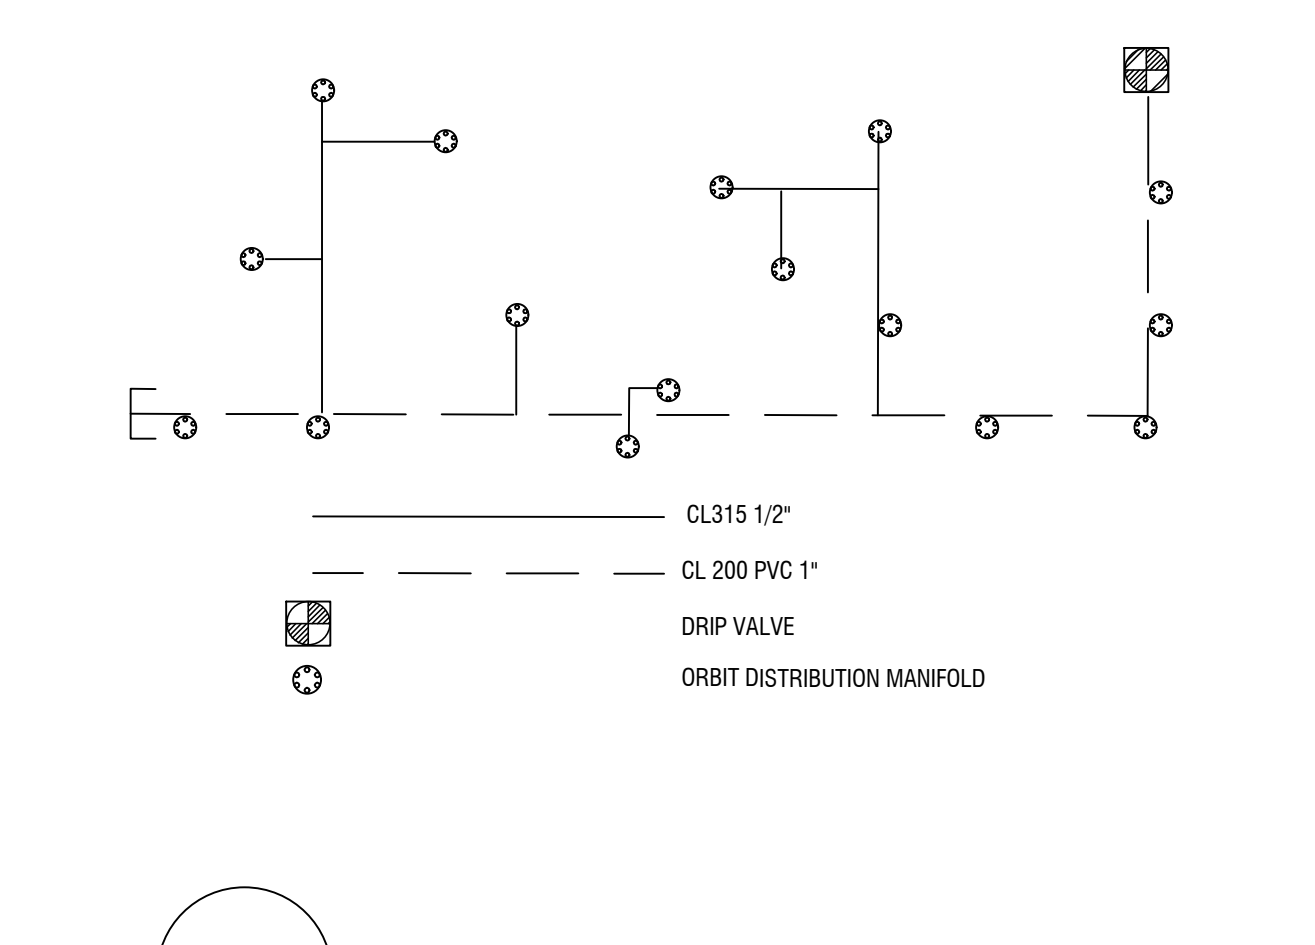 CL315 1/2"
CL 200 PVC 1"
DRIP VALVE
ORBIT DISTRIBUTION MANIFOLD